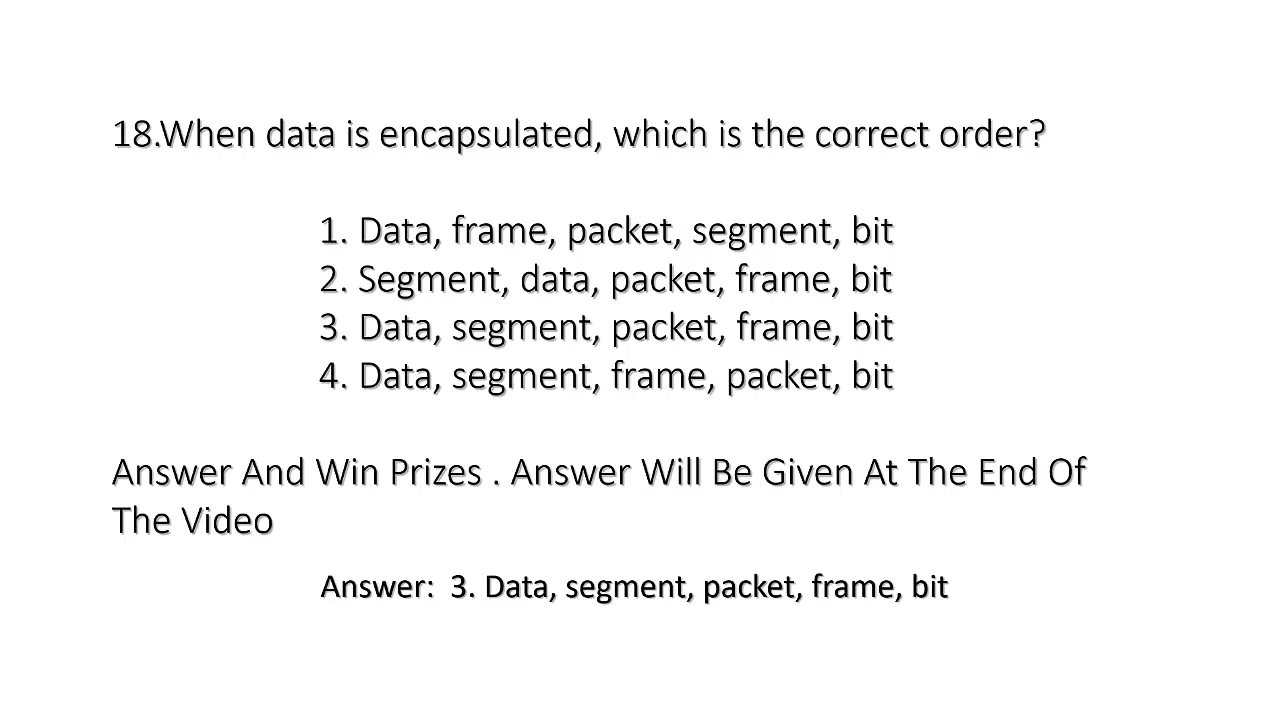 18.When data is encapsulated, which is the correct order?
1. Data, frame, packet, segment, bit
2. Segment, data, packet, frame, bit
3. Data, segment, packet, frame, bit
4. Data, segment, frame, packet, bit
Answer And Win Prizes . Answer Will Be Given At The End Of
The Video
Answer:  3. Data, segment, packet, frame, bit